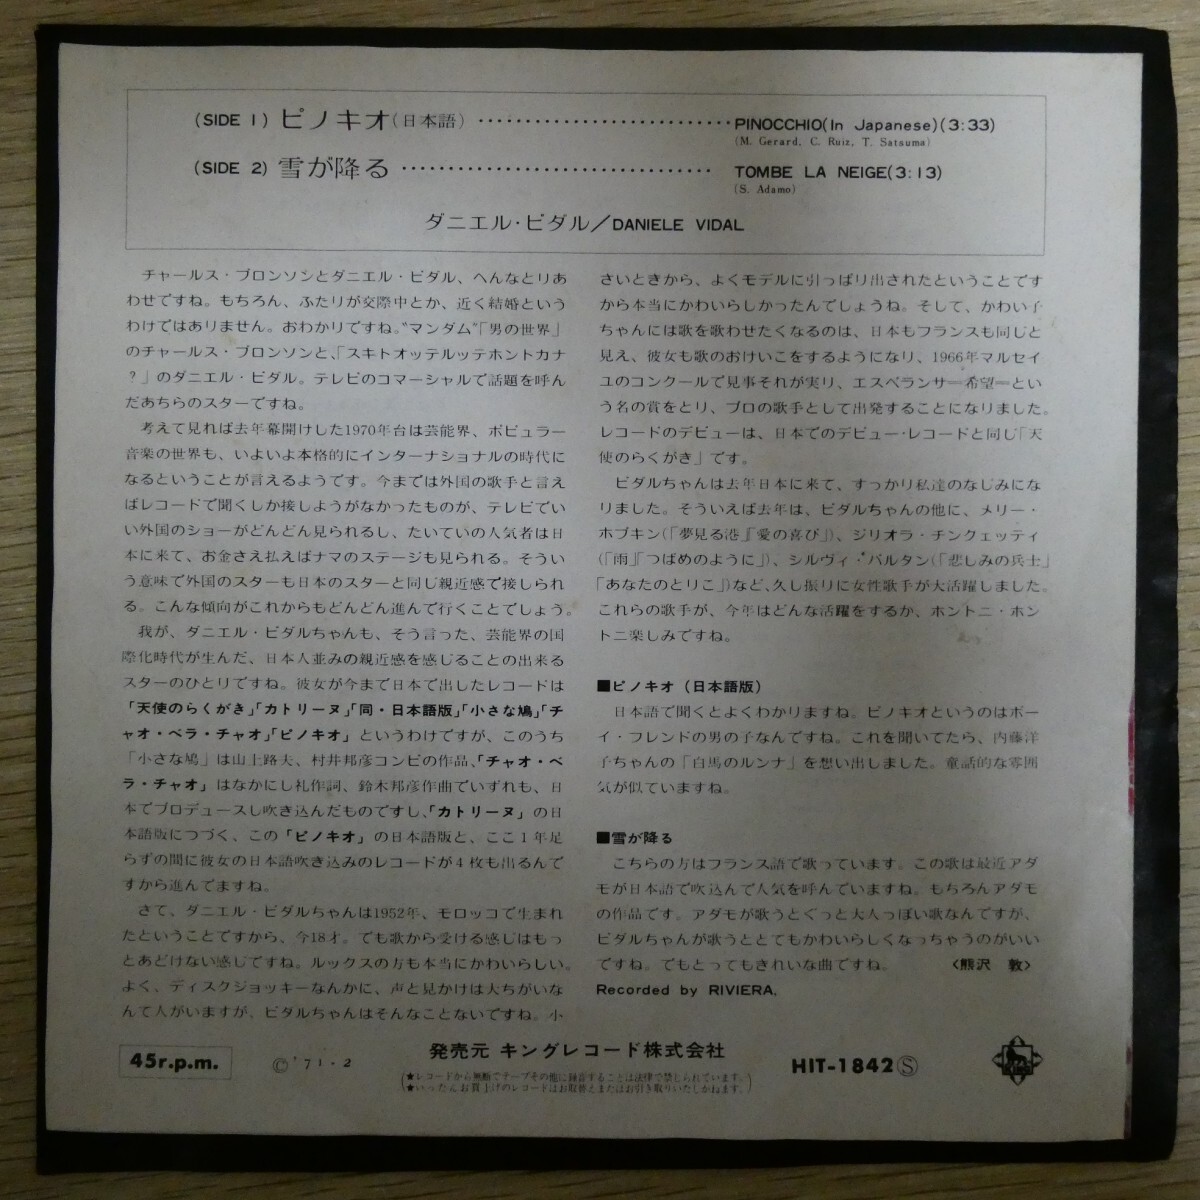 (SIDE 1) ピノキオ(日本語) ‥‥‥‥‥‥‥‥‥‥‥‥‥ PINOCCHIO(In Japanese)(3:33)
(M. Gerard, C. Ruiz, T. Satsuma)
(SIDE 2) 雪が降る ‥‥‥‥‥‥‥‥‥‥‥‥‥‥‥‥ TOMBE LA NEIGE(3:13)
(S. Adamo)
ダニエル・ビダル／DANIELE VIDAL
チャールス・ブロンソンとダニエル・ビダル、へんなとりあ
わせですね。もちろん、ふたりが交際中とか、近く結婚という
わけではありません。おわかりですね。"マンダム"「男の世界」
のチャールス・ブロンソンと、「スキトオッテルッテホントカナ
？」のダニエル・ビダル。テレビのコマーシャルで話題を呼ん
だあちらのスターですね。
考えて見れば去年幕開けした1970年台は芸能界、ポピュラー
音楽の世界も、いよいよ本格的にインターナショナルの時代に
なるということが言えるようです。今までは外国の歌手と言え
ばレコードで聞くしか接しようがなかったものが、テレビでい
い外国のショーがどんどん見られるし、たいていの人気者は日
本に来て、お金さえ払えばナマのステージも見られる。そうい
う意味で外国のスターも日本のスターと同じ親近感で接しられ
る。こんな傾向がこれからもどんどん進んで行くことでしょう。
我が、ダニエル・ビダルちゃんも、そう言った、芸能界の国
際化時代が生んだ、日本人並みの親近感を感じることの出来る
スターのひとりですね。彼女が今まで日本で出したレコードは
「天使のらくがき」「カトリーヌ」「同・日本語版」「小さな鳩」「チ
ャオ・ベラ・チャオ」「ピノキオ」というわけですが、このうち
「小さな鳩」は山上路夫、村井邦彦コンビの作品、「チャオ・ベ
ラ・チャオ」はなかにし礼作詞、鈴木邦彦作曲でいずれも、日
本でプロデュースし吹き込んだものですし、「カトリーヌ」の日
本語版につづく、この「ピノキオ」の日本語版と、ここ1年足
らずの間に彼女の日本語吹き込みのレコードが4枚も出るんで
すから進んでますね。
さて、ダニエル・ビダルちゃんは1952年、モロッコで生まれ
たということですから、今18才。でも歌から受ける感じはもっ
とあどけない感じですね。ルックスの方も本当にかわいらしい。
よく、ディスクジョッキーなんかに、声と見かけは大ちがいな
んて人がいますが、ビダルちゃんはそんなことないですね。小
さいときから、よくモデルに引っぱり出されたということです
から本当にかわいらしかったんでしょうね。そして、かわい子
ちゃんには歌を歌わせたくなるのは、日本もフランスも同じと
見え、彼女も歌のおけいこをするようになり、1966年マルセイ
ユのコンクールで見事それが実り、エスペランサ＝希望＝とい
う名の賞をとり、プロの歌手として出発することになりました。
レコードのデビューは、日本でのデビュー・レコードと同じ「天
使のらくがき」です。
ビダルちゃんは去年日本に来て、すっかり私達のなじみにな
りました。そういえば去年は、ビダルちゃんの他に、メリー・
ホプキン(「夢見る港」『愛の喜び』)、ジリオラ・チンクェッティ
(「雨』『つばめのように』)、シルヴィ・バルタン(「悲しみの兵士」
「あなたのとりこ」)など、久し振りに女性歌手が大活躍しました。
これらの歌手が、今年はどんな活躍をするか、ホントニ・ホン
トニ楽しみですね。
■ピノキオ(日本語版)
日本語で聞くとよくわかりますね。ピノキオというのはボー
イ・フレンドの男の子なんですね。これを聞いてたら、内藤洋
子ちゃんの「白馬のルンナ」を想い出しました。童話的な雰囲
気が似ていますね。
■雪が降る
こちらの方はフランス語で歌っています。この歌は最近アダ
モが日本語で吹込んで人気を呼んでいますね。もちろんアダモ
の作品です。アダモが歌うとぐっと大人っぽい歌なんですが、
ビダルちゃんが歌うととてもかわいらしくなっちゃうのがいい
ですね。でもとってもきれいな曲ですね。 〈熊沢 敦〉
Recorded by RIVIERA.
45r.p.m.
Ⓒ '71・2
発売元 キングレコード株式会社
(★レコードから無断でテープその他に録音することは法律で禁じられています。
★いったんお買上げのレコードはお取替えまたはお引き取りいたしかねます。)
HIT-1842Ⓢ
KING